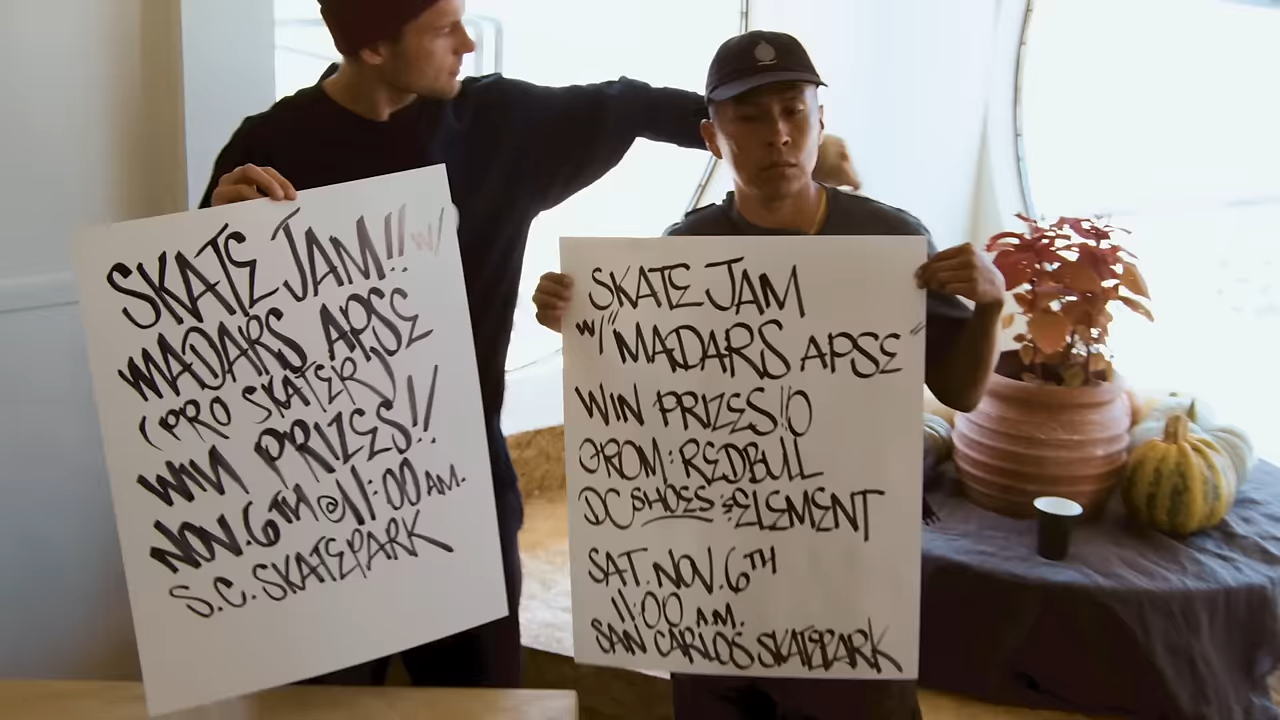 SKATE JAM!! W/
MADARS APSE
(PRO SKATER)
WIN PRIZES!!
NOV. 6TH @ 11:00 AM.
S.C. SKATEPARK
SKATE JAM
W/ "MADARS APSE"
WIN PRIZES!!
FROM: REDBULL
DC SHOES & ELEMENT
SAT. NOV. 6TH
11:00 A.M.
SAN CARLOS SKATEPARK